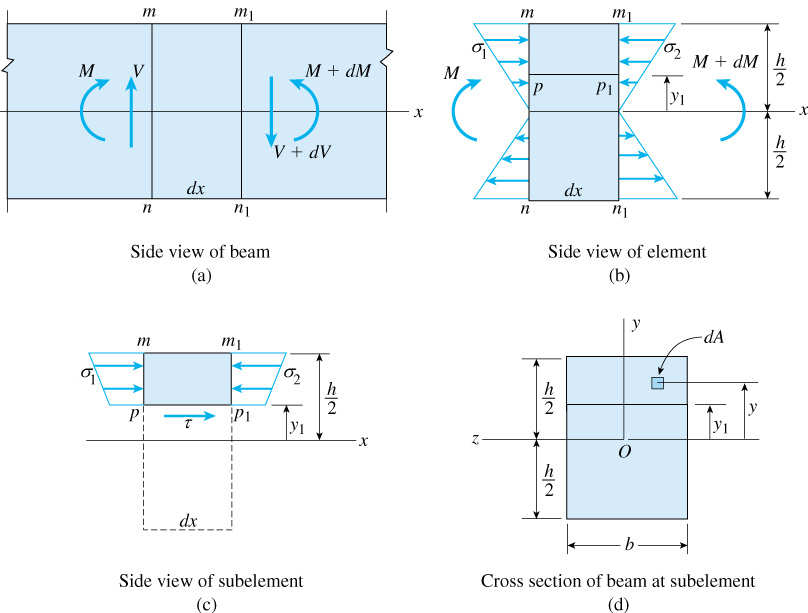 m m₁
M V M + dM
x
V + dV
dx
n n₁
Side view of beam
(a)
m m₁
σ₁ σ₂
M M + dM
h/2
p p₁
y₁
x
h/2
dx
n n₁
Side view of element
(b)
m m₁
σ₁ σ₂
h/2
p p₁
τ
y₁
x
dx
Side view of subelement
(c)
y
dA
h/2
y
y₁
z
O
h/2
b
Cross section of beam at subelement
(d)